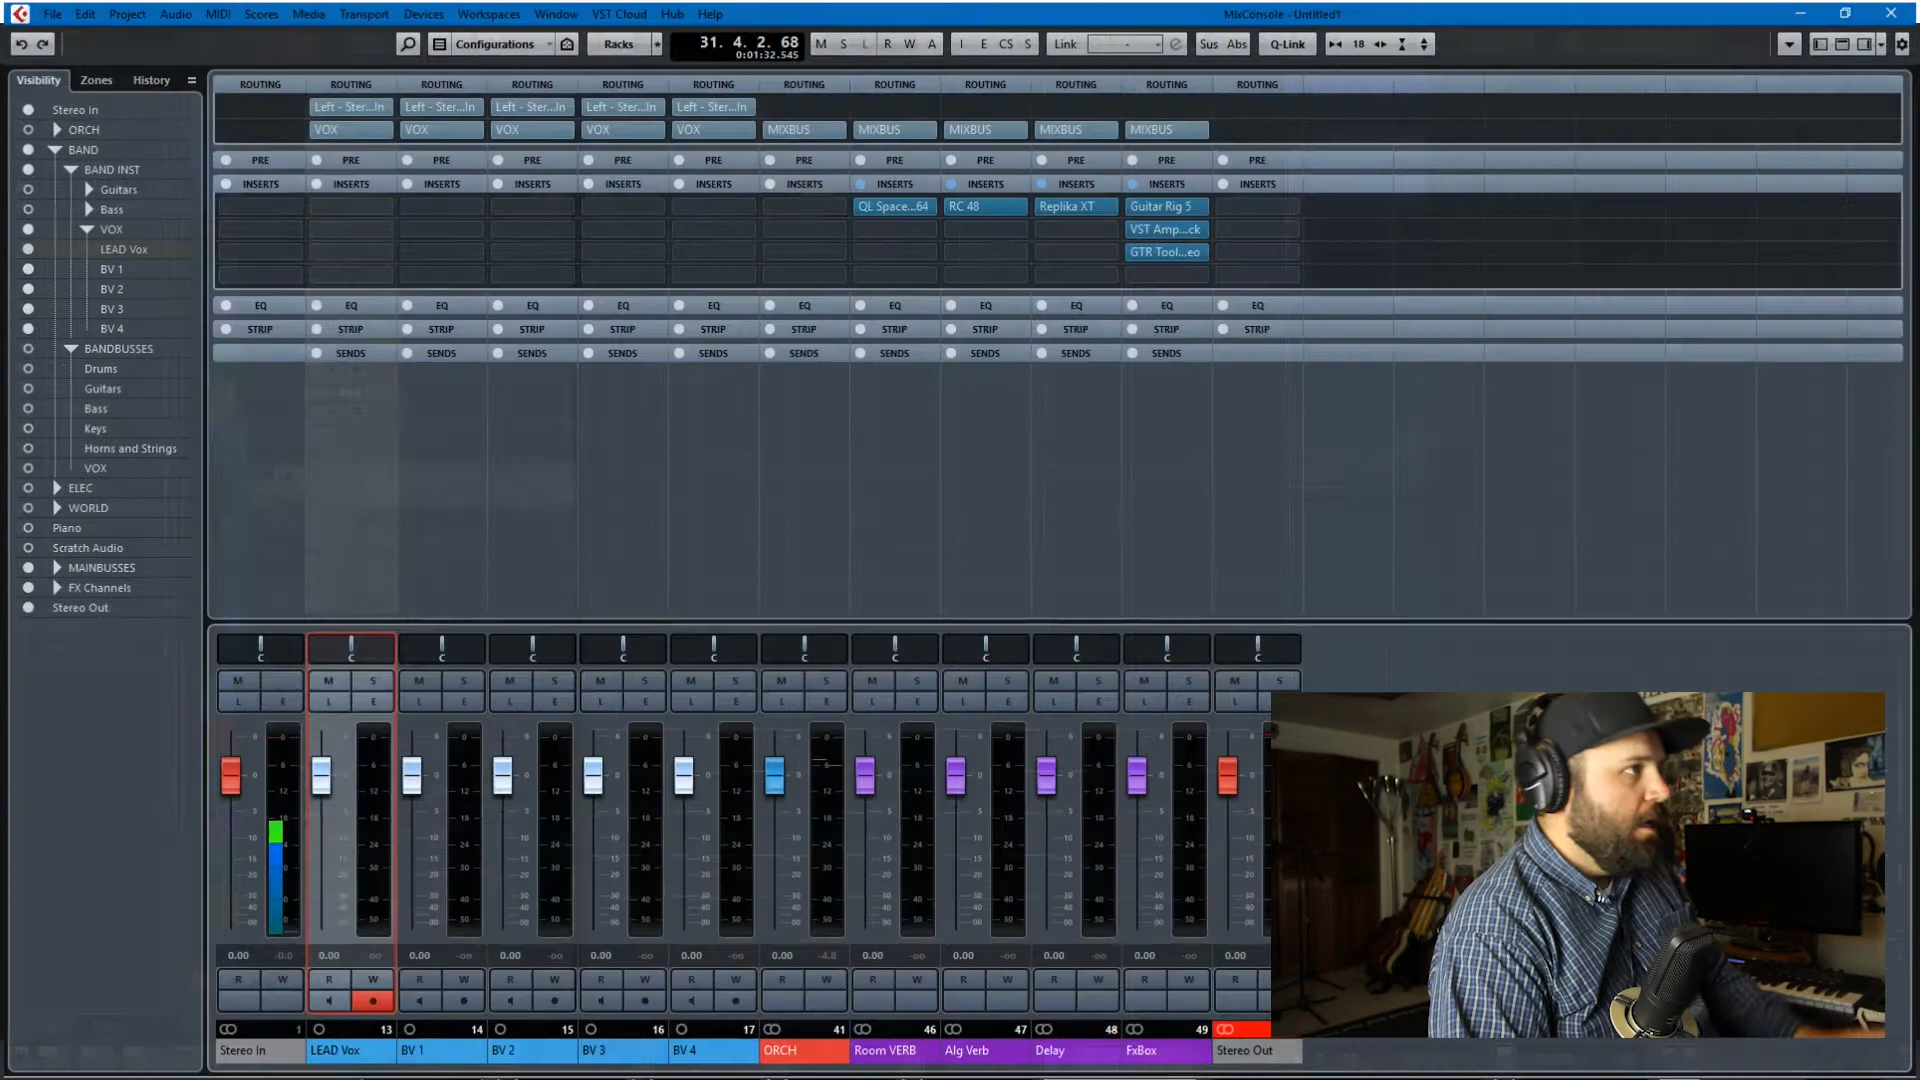 File Edit Project Audio MIDI Scores Media Transport Devices Workspaces Window VST Cloud Hub Help
MixConsole - Untitled1
Configurations Racks 31. 4. 2. 68 M S L R W A I E CS S Link - Sus Abs Q-Link 18
0:01:32.545
Visibility Zones History
ROUTING ROUTING ROUTING ROUTING ROUTING ROUTING ROUTING ROUTING ROUTING ROUTING ROUTING ROUTING
Left - Ster...In Left - Ster...In Left - Ster...In Left - Ster...In Left - Ster...In
VOX VOX VOX VOX VOX MIXBUS MIXBUS MIXBUS MIXBUS MIXBUS
PRE PRE PRE PRE PRE PRE PRE PRE PRE PRE PRE PRE
INSERTS INSERTS INSERTS INSERTS INSERTS INSERTS INSERTS INSERTS INSERTS INSERTS INSERTS INSERTS
QL Space...64 RC 48 Replika XT Guitar Rig 5
VST Amp...ck
GTR Tool...eo
EQ EQ EQ EQ EQ EQ EQ EQ EQ EQ EQ EQ
STRIP STRIP STRIP STRIP STRIP STRIP STRIP STRIP STRIP STRIP STRIP STRIP
SENDS SENDS SENDS SENDS SENDS SENDS SENDS SENDS SENDS SENDS
Stereo In
ORCH
BAND
BAND INST
Guitars
Bass
VOX
LEAD Vox
BV 1
BV 2
BV 3
BV 4
BANDBUSSES
Drums
Guitars
Bass
Keys
Horns and Strings
VOX
ELEC
WORLD
Piano
Scratch Audio
MAINBUSSES
FX Channels
Stereo Out
C C C C C C C C C C C C
M M S M S M S M S M S M S M S M S M S M S M S
L E L E L E L E L E L E L E L E L E L E L E L
0.00 -0.0 0.00 -oo 0.00 -oo 0.00 -oo 0.00 -oo 0.00 -oo 0.00 -4.8 0.00 -oo 0.00 -oo 0.00 -oo 0.00 -oo 0.00
R W R W R W R W R W R W R W R W R W R W R W R
1 13 14 15 16 17 41 46 47 48 49
Stereo In LEAD Vox BV 1 BV 2 BV 3 BV 4 ORCH Room VERB Alg Verb Delay FxBox Stereo Out